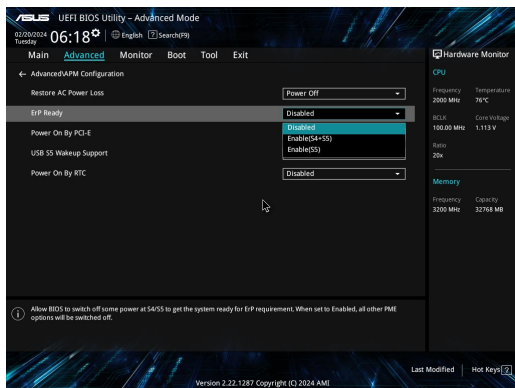 ASUS UEFI BIOS Utility – Advanced Mode
02/20/2024 Tuesday 06:18 English ? Search(F9)
Main Advanced Monitor Boot Tool Exit
Hardware Monitor
← Advanced\APM Configuration
Restore AC Power Loss Power Off
ErP Ready Disabled
Disabled
Enable(S4+S5)
Enable(S5)
Power On By PCI-E
USB S5 Wakeup Support
Power On By RTC Disabled
CPU
Frequency Temperature
2000 MHz 76°C
BCLK Core Voltage
100.00 MHz 1.113 V
Ratio
20x
Memory
Frequency Capacity
3200 MHz 32768 MB
i Allow BIOS to switch off some power at S4/S5 to get the system ready for ErP requirement. When set to Enabled, all other PME
options will be switched off.
Last Modified Hot Keys ?
Version 2.22.1287 Copyright (C) 2024 AMI